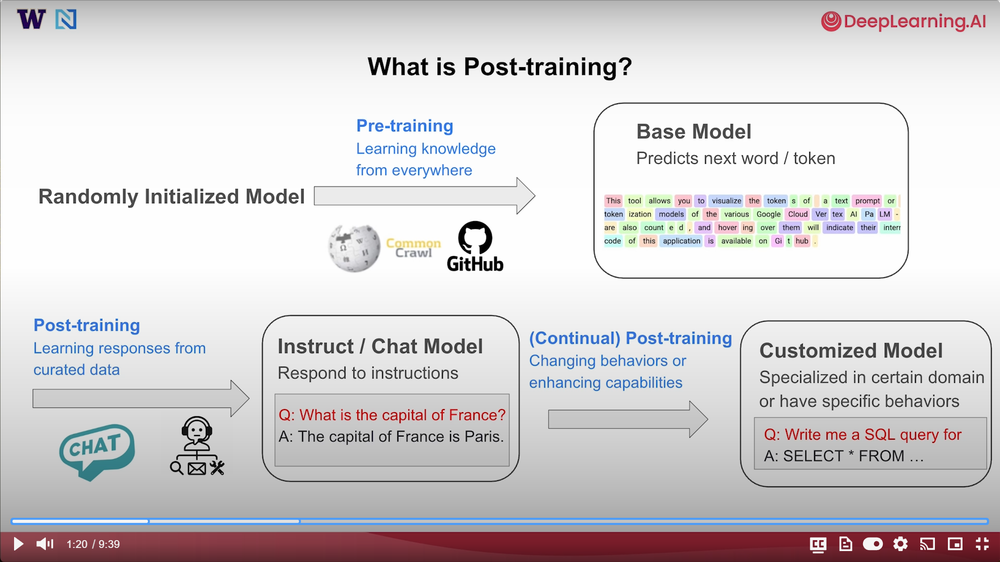 W N
DeepLearning.AI
What is Post-training?
Pre-training
Learning knowledge
from everywhere
Randomly Initialized Model
Common
Crawl
GitHub
Base Model
Predicts next word / token
This tool allows you to visualize the token s of a text prompt or
token ization models of the various Google Cloud Ver tex AI Pa LM -
are also count e d , and hover ing over them will indicate their interr
code of this application is available on Gi t hub .
Post-training
Learning responses from
curated data
CHAT
Instruct / Chat Model
Respond to instructions
Q: What is the capital of France?
A: The capital of France is Paris.
(Continual) Post-training
Changing behaviors or
enhancing capabilities
Customized Model
Specialized in certain domain
or have specific behaviors
Q: Write me a SQL query for
A: SELECT * FROM ...
1:20 / 9:39
CC